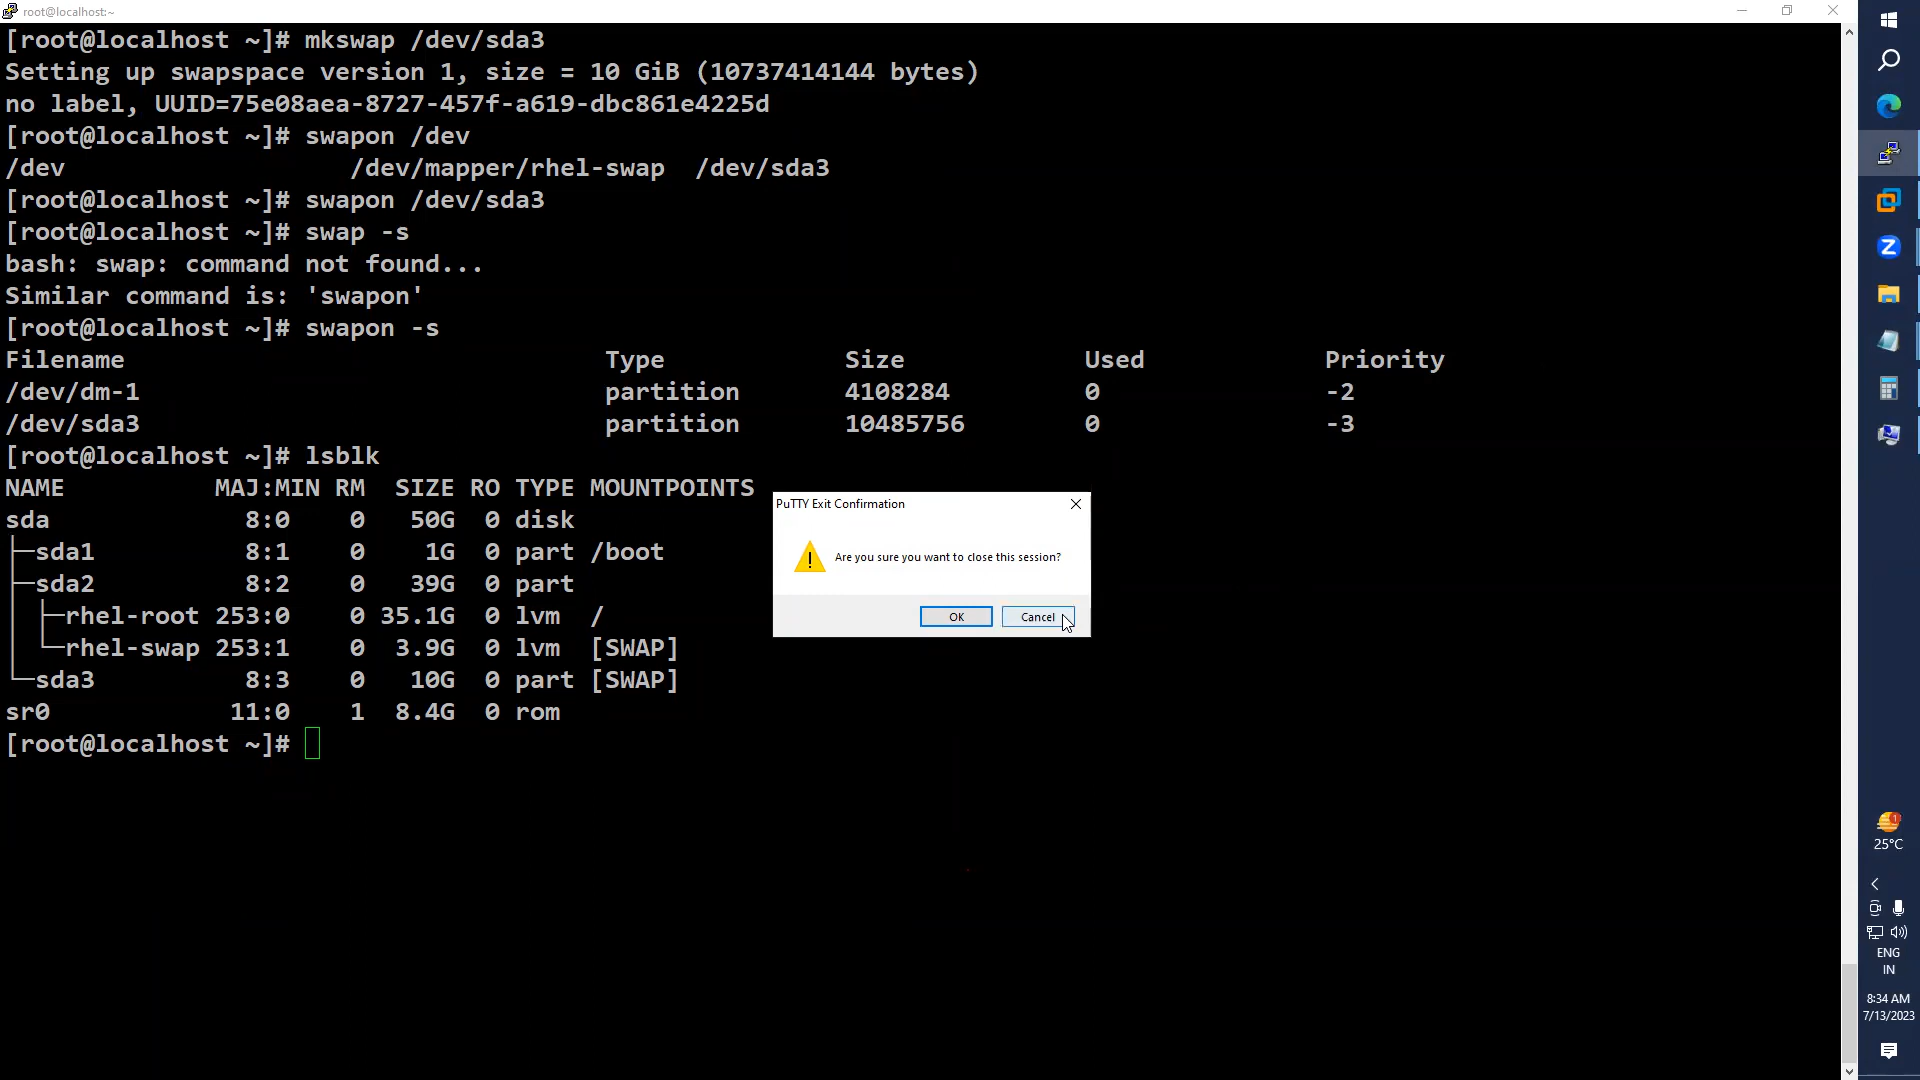 root@localhost:~
[root@localhost ~]# mkswap /dev/sda3
Setting up swapspace version 1, size = 10 GiB (10737414144 bytes)
no label, UUID=75e08aea-8727-457f-a619-dbc861e4225d
[root@localhost ~]# swapon /dev
/dev                   /dev/mapper/rhel-swap  /dev/sda3
[root@localhost ~]# swapon /dev/sda3
[root@localhost ~]# swap -s
bash: swap: command not found...
Similar command is: 'swapon'
[root@localhost ~]# swapon -s
Filename                                Type            Size            Used            Priority
/dev/dm-1                               partition       4108284         0               -2
/dev/sda3                               partition       10485756        0               -3
[root@localhost ~]# lsblk
NAME          MAJ:MIN RM  SIZE RO TYPE MOUNTPOINTS
sda             8:0    0   50G  0 disk
├─sda1          8:1    0    1G  0 part /boot
├─sda2          8:2    0   39G  0 part
│ ├─rhel-root 253:0    0 35.1G  0 lvm  /
│ └─rhel-swap 253:1    0  3.9G  0 lvm  [SWAP]
└─sda3          8:3    0   10G  0 part [SWAP]
sr0            11:0    1  8.4G  0 rom
[root@localhost ~]#
PuTTY Exit Confirmation
Are you sure you want to close this session?
OK Cancel
Z
1
25°C
ENG
IN
8:34 AM
7/13/2023